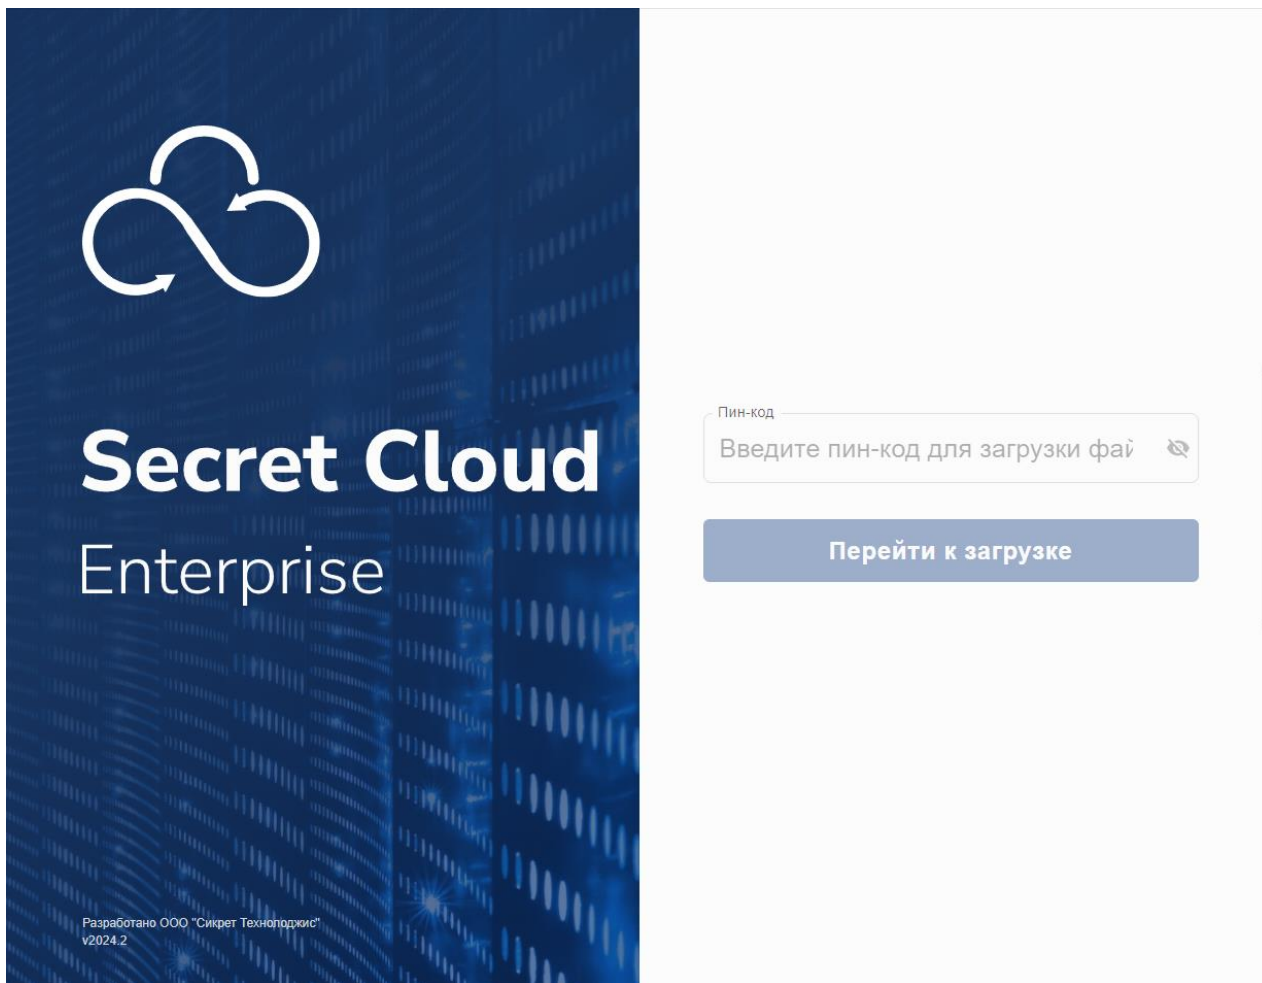 Secret Cloud
Enterprise
Разработано ООО "Сикрет Технолоджис"
v2024.2
Пин-код
Введите пин-код для загрузки фай
Перейти к загрузке